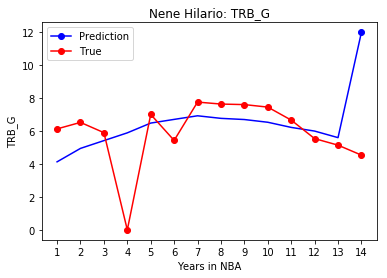 Nene Hilario: TRB_G
Prediction
True
12
10
8
6
4
2
0
TRB_G
1 2 3 4 5 6 7 8 9 10 11 12 13 14
Years in NBA